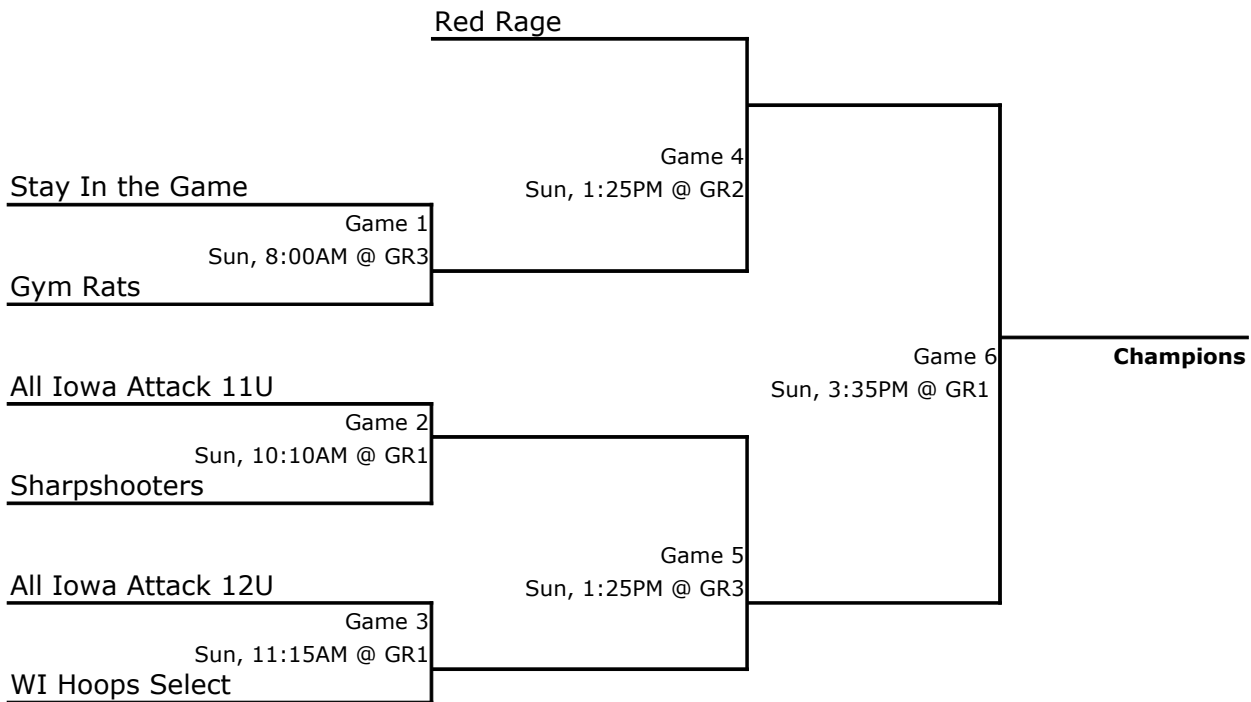 Red Rage
Game 4
Sun, 1:25PM @ GR2
Stay In the Game
Game 1
Sun, 8:00AM @ GR3
Gym Rats
Game 6
Sun, 3:35PM @ GR1
Champions
All Iowa Attack 11U
Game 2
Sun, 10:10AM @ GR1
Sharpshooters
Game 5
Sun, 1:25PM @ GR3
All Iowa Attack 12U
Game 3
Sun, 11:15AM @ GR1
WI Hoops Select